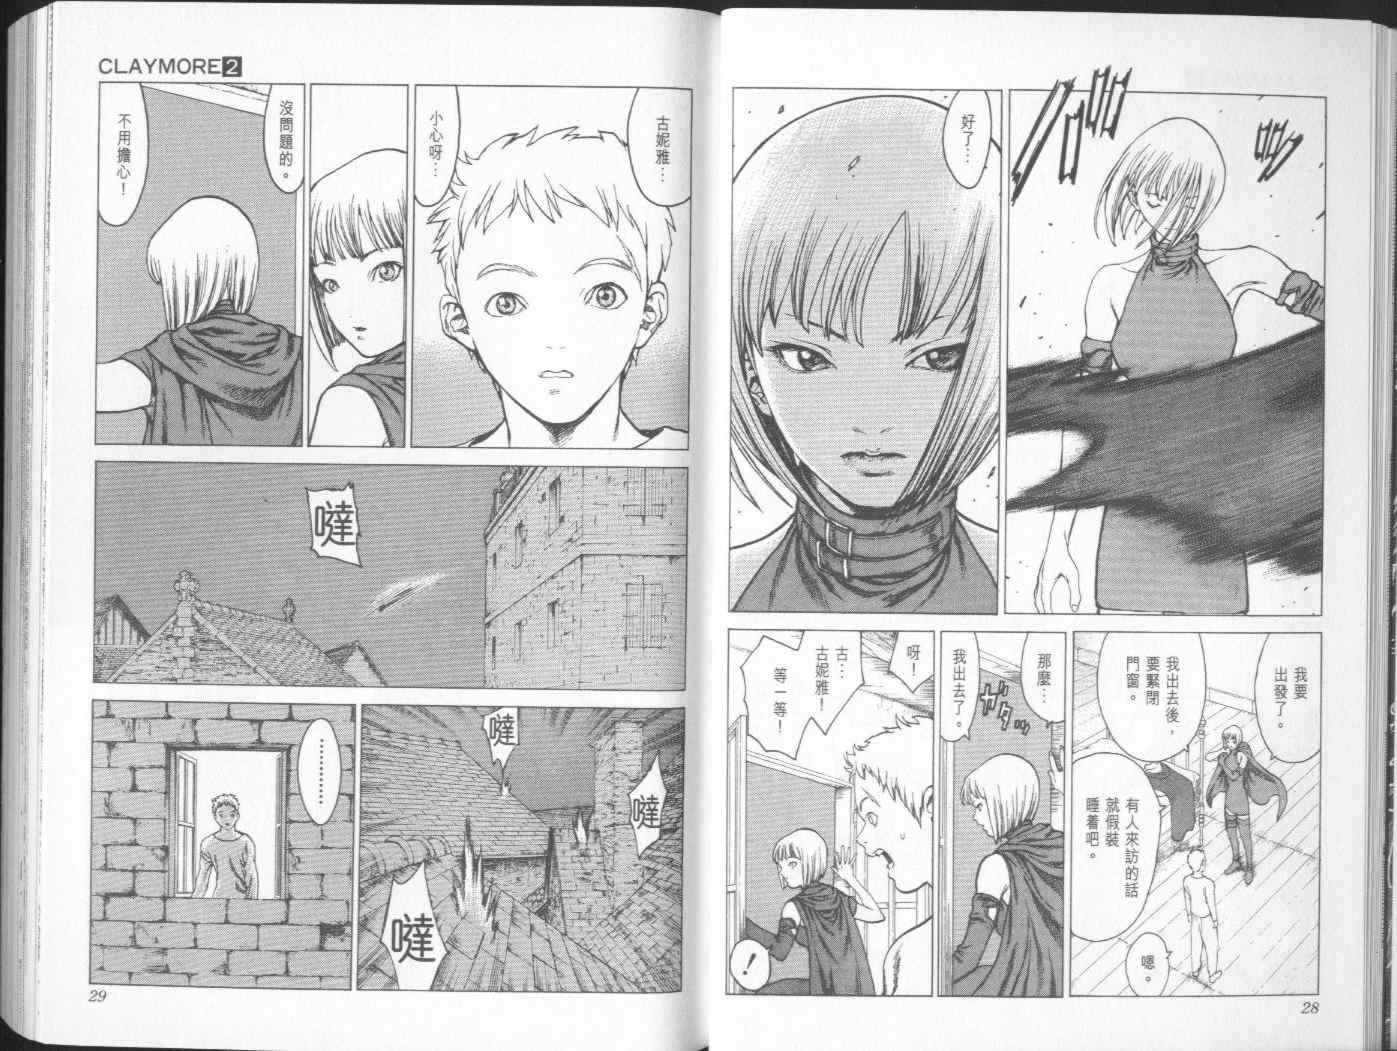 CLAYMORE 2
好了…
我要
出發了。
我出去後，
要緊閉
門窗。
有人來訪的話
就假裝
睡着吧。
嗯。
那麼…
我出去了。
呀！
古…
古妮雅！
等一等！
！
28
古妮雅…
小心呀…
沒問題的。
不用擔心！
噠
噠
噠
噠
…………
29